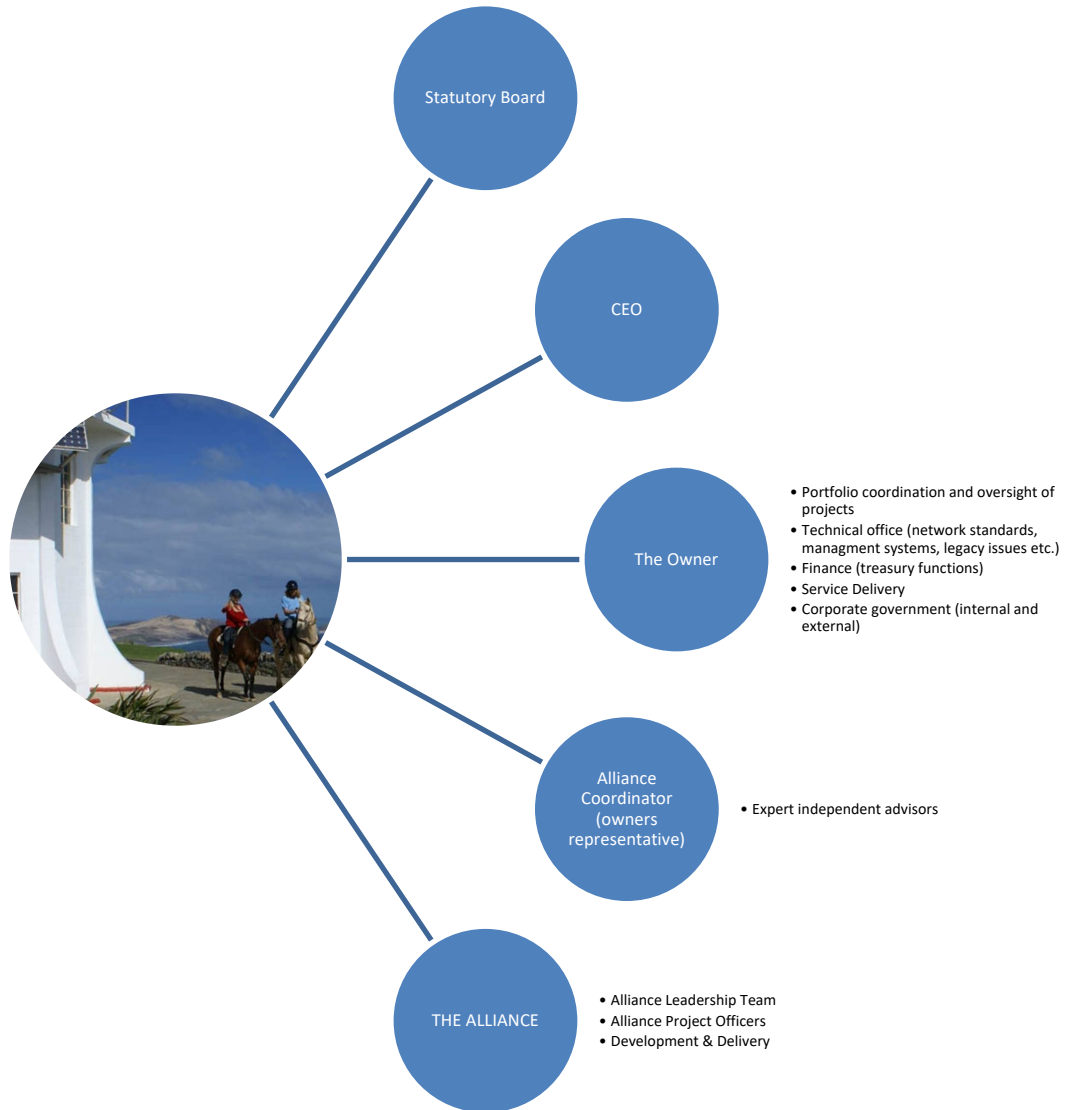 Statutory Board
CEO
The Owner
• Portfolio coordination and oversight of
projects
• Technical office (network standards,
managment systems, legacy issues etc.)
• Finance (treasury functions)
• Service Delivery
• Corporate government (internal and
external)
Alliance
Coordinator
(owners
representative)
• Expert independent advisors
THE ALLIANCE
• Alliance Leadership Team
• Alliance Project Officers
• Development & Delivery